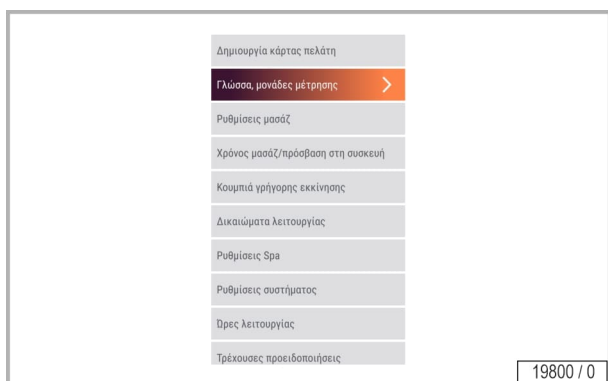 Δημιουργία κάρτας πελάτη
Γλώσσα, μονάδες μέτρησης
Ρυθμίσεις μασάζ
Χρόνος μασάζ/πρόσβαση στη συσκευή
Κουμπιά γρήγορης εκκίνησης
Δικαιώματα λειτουργίας
Ρυθμίσεις Spa
Ρυθμίσεις συστήματος
Ώρες λειτουργίας
Τρέχουσες προειδοποιήσεις
19800 / 0